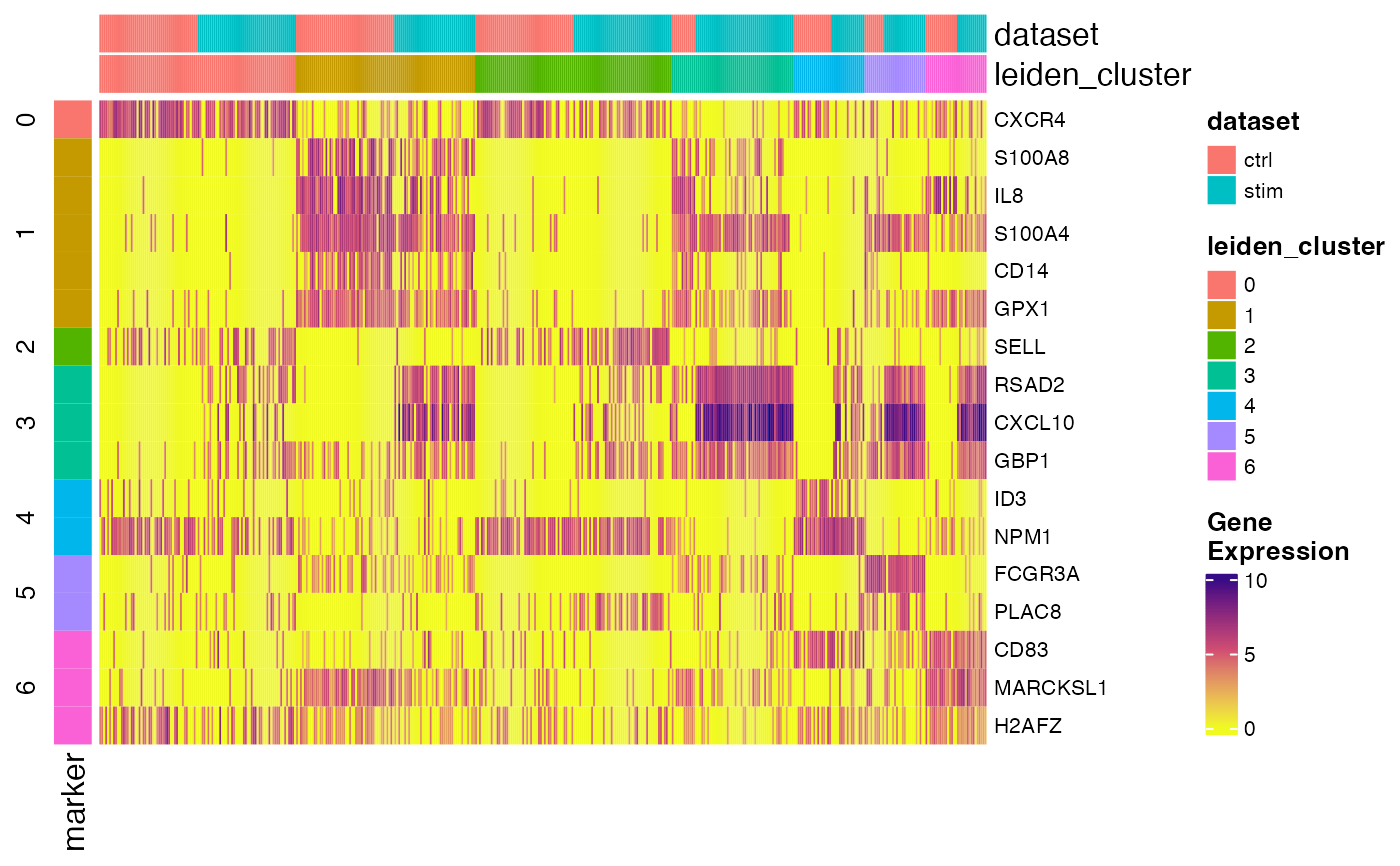 dataset
leiden_cluster
0
1
2
3
4
5
6
marker
CXCR4
S100A8
IL8
S100A4
CD14
GPX1
SELL
RSAD2
CXCL10
GBP1
ID3
NPM1
FCGR3A
PLAC8
CD83
MARCKSL1
H2AFZ
dataset
ctrl
stim
leiden_cluster
0
1
2
3
4
5
6
Gene
Expression
10
5
0